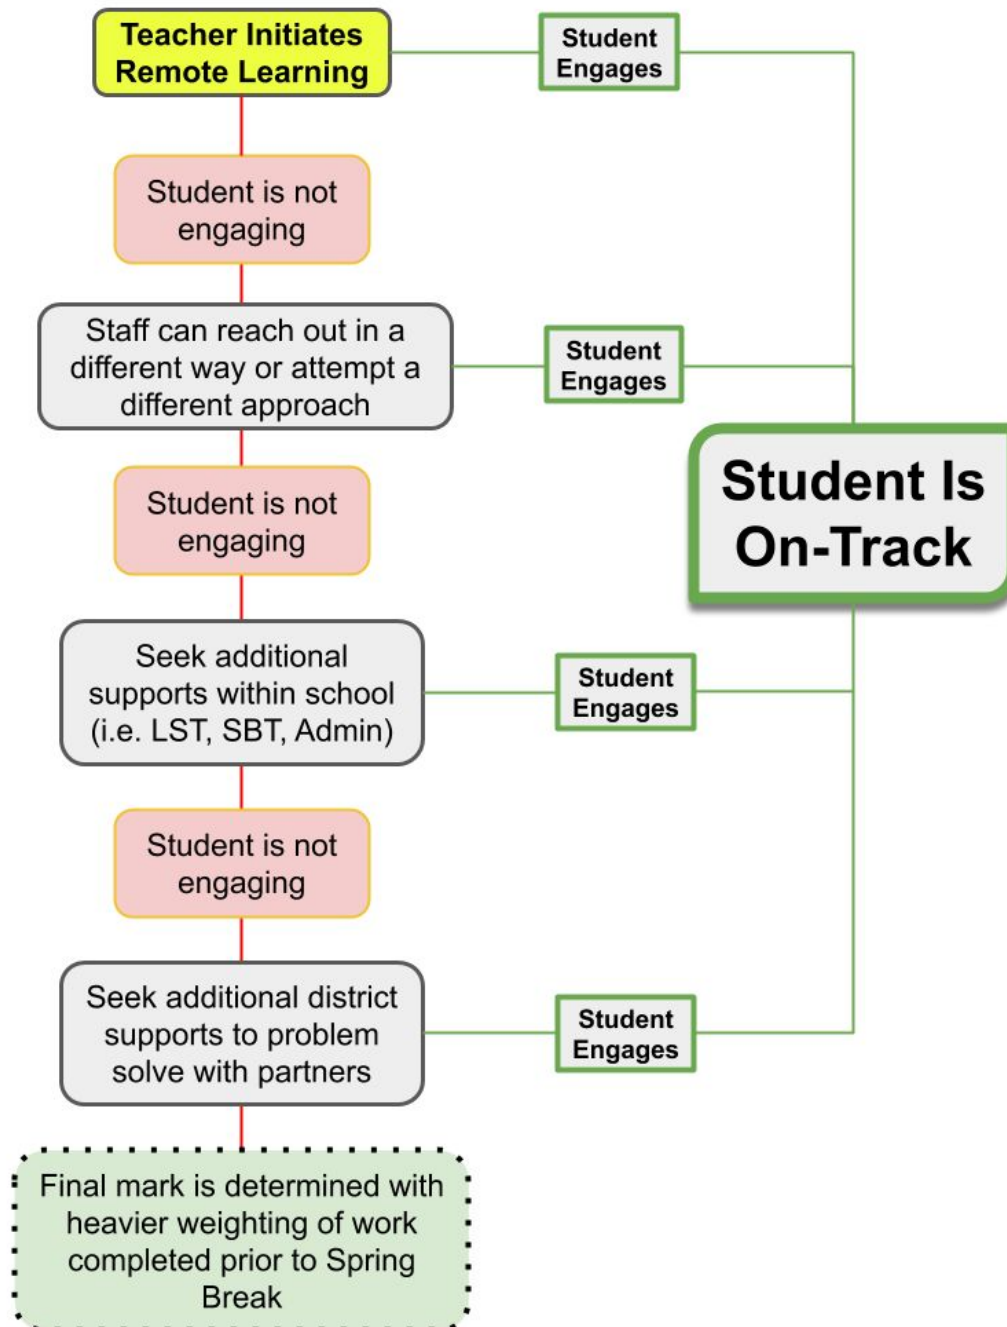 Teacher Initiates
Remote Learning
Student
Engages
Student is not
engaging
Staff can reach out in a
different way or attempt a
different approach
Student
Engages
Student Is
On-Track
Student is not
engaging
Seek additional
supports within school
(i.e. LST, SBT, Admin)
Student
Engages
Student is not
engaging
Seek additional district
supports to problem
solve with partners
Student
Engages
Final mark is determined with
heavier weighting of work
completed prior to Spring
Break